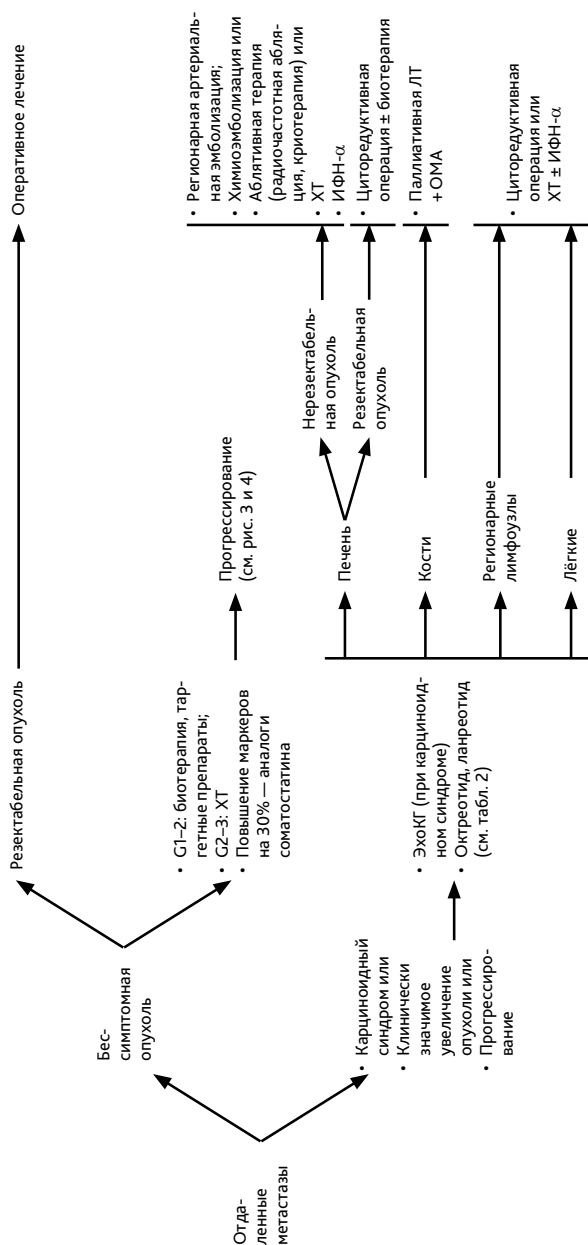 Отда-
ленные
метастазы
Бес-
симптомная
опухоль
Резектабельная опухоль
Оперативное лечение
• G1–2: биотерапия, тар-
гетные препараты;
• G2–3: ХТ
• Повышение маркеров
на 30% — аналоги
соматостатина
Прогрессирование
(см. рис. 3 и 4)
• Карциноидный
синдром или
• Клинически
значимое
увеличение
опухоли или
• Прогрессиро-
вание
• ЭхоКГ (при карциноид-
ном синдроме)
• Октреотид, ланреотид
(см. табл. 2)
Печень
Нерезектабель-
ная опухоль
• Регионарная артериаль-
ная эмболизация;
• Химиоэмболизация или
• Аблятивная терапия
(радиочастотная абля-
ция, криотерапия) или
• ХТ
• ИФН-α
Резектабельная
опухоль
• Циторедуктивная
операция ± биотерапия
Кости
• Паллиативная ЛТ
+ ОМА
Регионарные
лимфоузлы
Лёгкие
• Циторедуктивная
операция или
ХТ ± ИФН-α